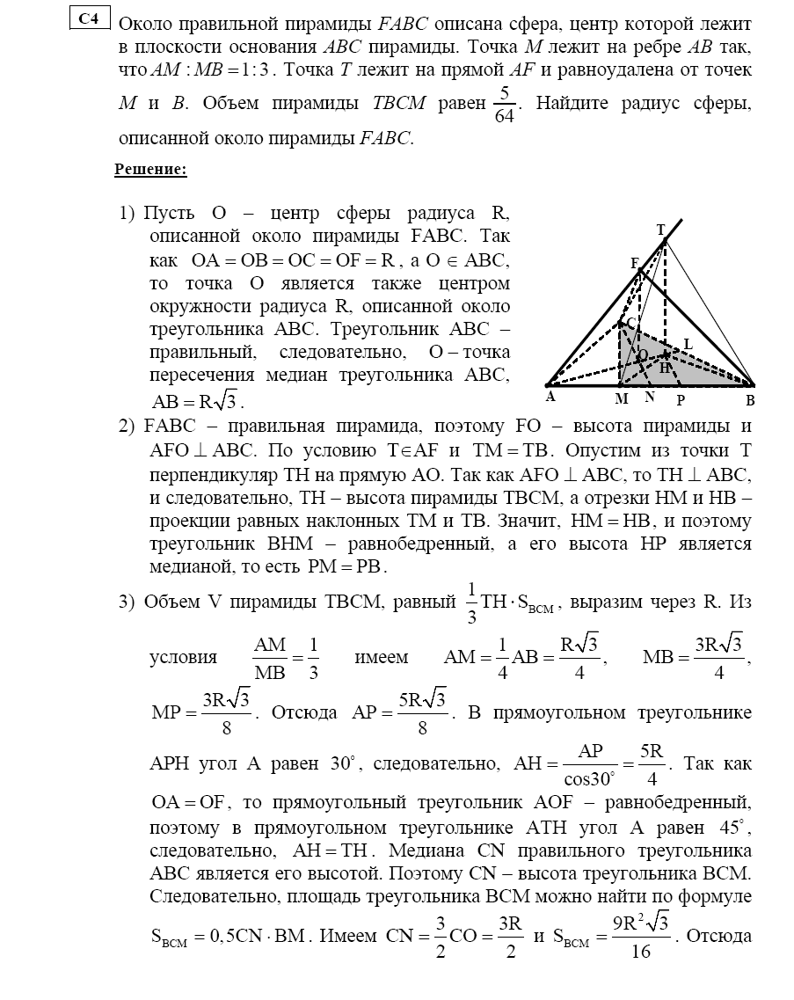 C4 Около правильной пирамиды FABC описана сфера, центр которой лежит
в плоскости основания ABC пирамиды. Точка M лежит на ребре AB так,
что AM : MB = 1 : 3. Точка T лежит на прямой AF и равноудалена от точек
M и B. Объем пирамиды TBCM равен 5/64. Найдите радиус сферы,
описанной около пирамиды FABC.
Решение:
1) Пусть O – центр сферы радиуса R,
описанной около пирамиды FABC. Так
как OA = OB = OC = OF = R, а O ∈ ABC,
то точка O является также центром
окружности радиуса R, описанной около
треугольника ABC. Треугольник ABC –
правильный, следовательно, O – точка
пересечения медиан треугольника ABC,
AB = R√3.
T
F
C
O
L
H
A
M
N
P
B
2) FABC – правильная пирамида, поэтому FO – высота пирамиды и
AFO ⊥ ABC. По условию T∈AF и TM = TB. Опустим из точки T
перпендикуляр TH на прямую AO. Так как AFO ⊥ ABC, то TH ⊥ ABC,
и следовательно, TH – высота пирамиды TBCM, а отрезки HM и HB –
проекции равных наклонных TM и TB. Значит, HM = HB, и поэтому
треугольник BHM – равнобедренный, а его высота HP является
медианой, то есть PM = PB.
3) Объем V пирамиды TBCM, равный 1/3 TH · S_BCM, выразим через R. Из
условия AM/MB = 1/3 имеем AM = 1/4 AB = R√3/4, MB = 3R√3/4,
MP = 3R√3/8. Отсюда AP = 5R√3/8. В прямоугольном треугольнике
APH угол A равен 30°, следовательно, AH = AP/cos30° = 5R/4. Так как
OA = OF, то прямоугольный треугольник AOF – равнобедренный,
поэтому в прямоугольном треугольнике ATH угол A равен 45°,
следовательно, AH = TH. Медиана CN правильного треугольника
ABC является его высотой. Поэтому CN – высота треугольника BCM.
Следовательно, площадь треугольника BCM можно найти по формуле
S_BCM = 0,5CN · BM. Имеем CN = 3/2 CO = 3R/2 и S_BCM = 9R²√3/16. Отсюда